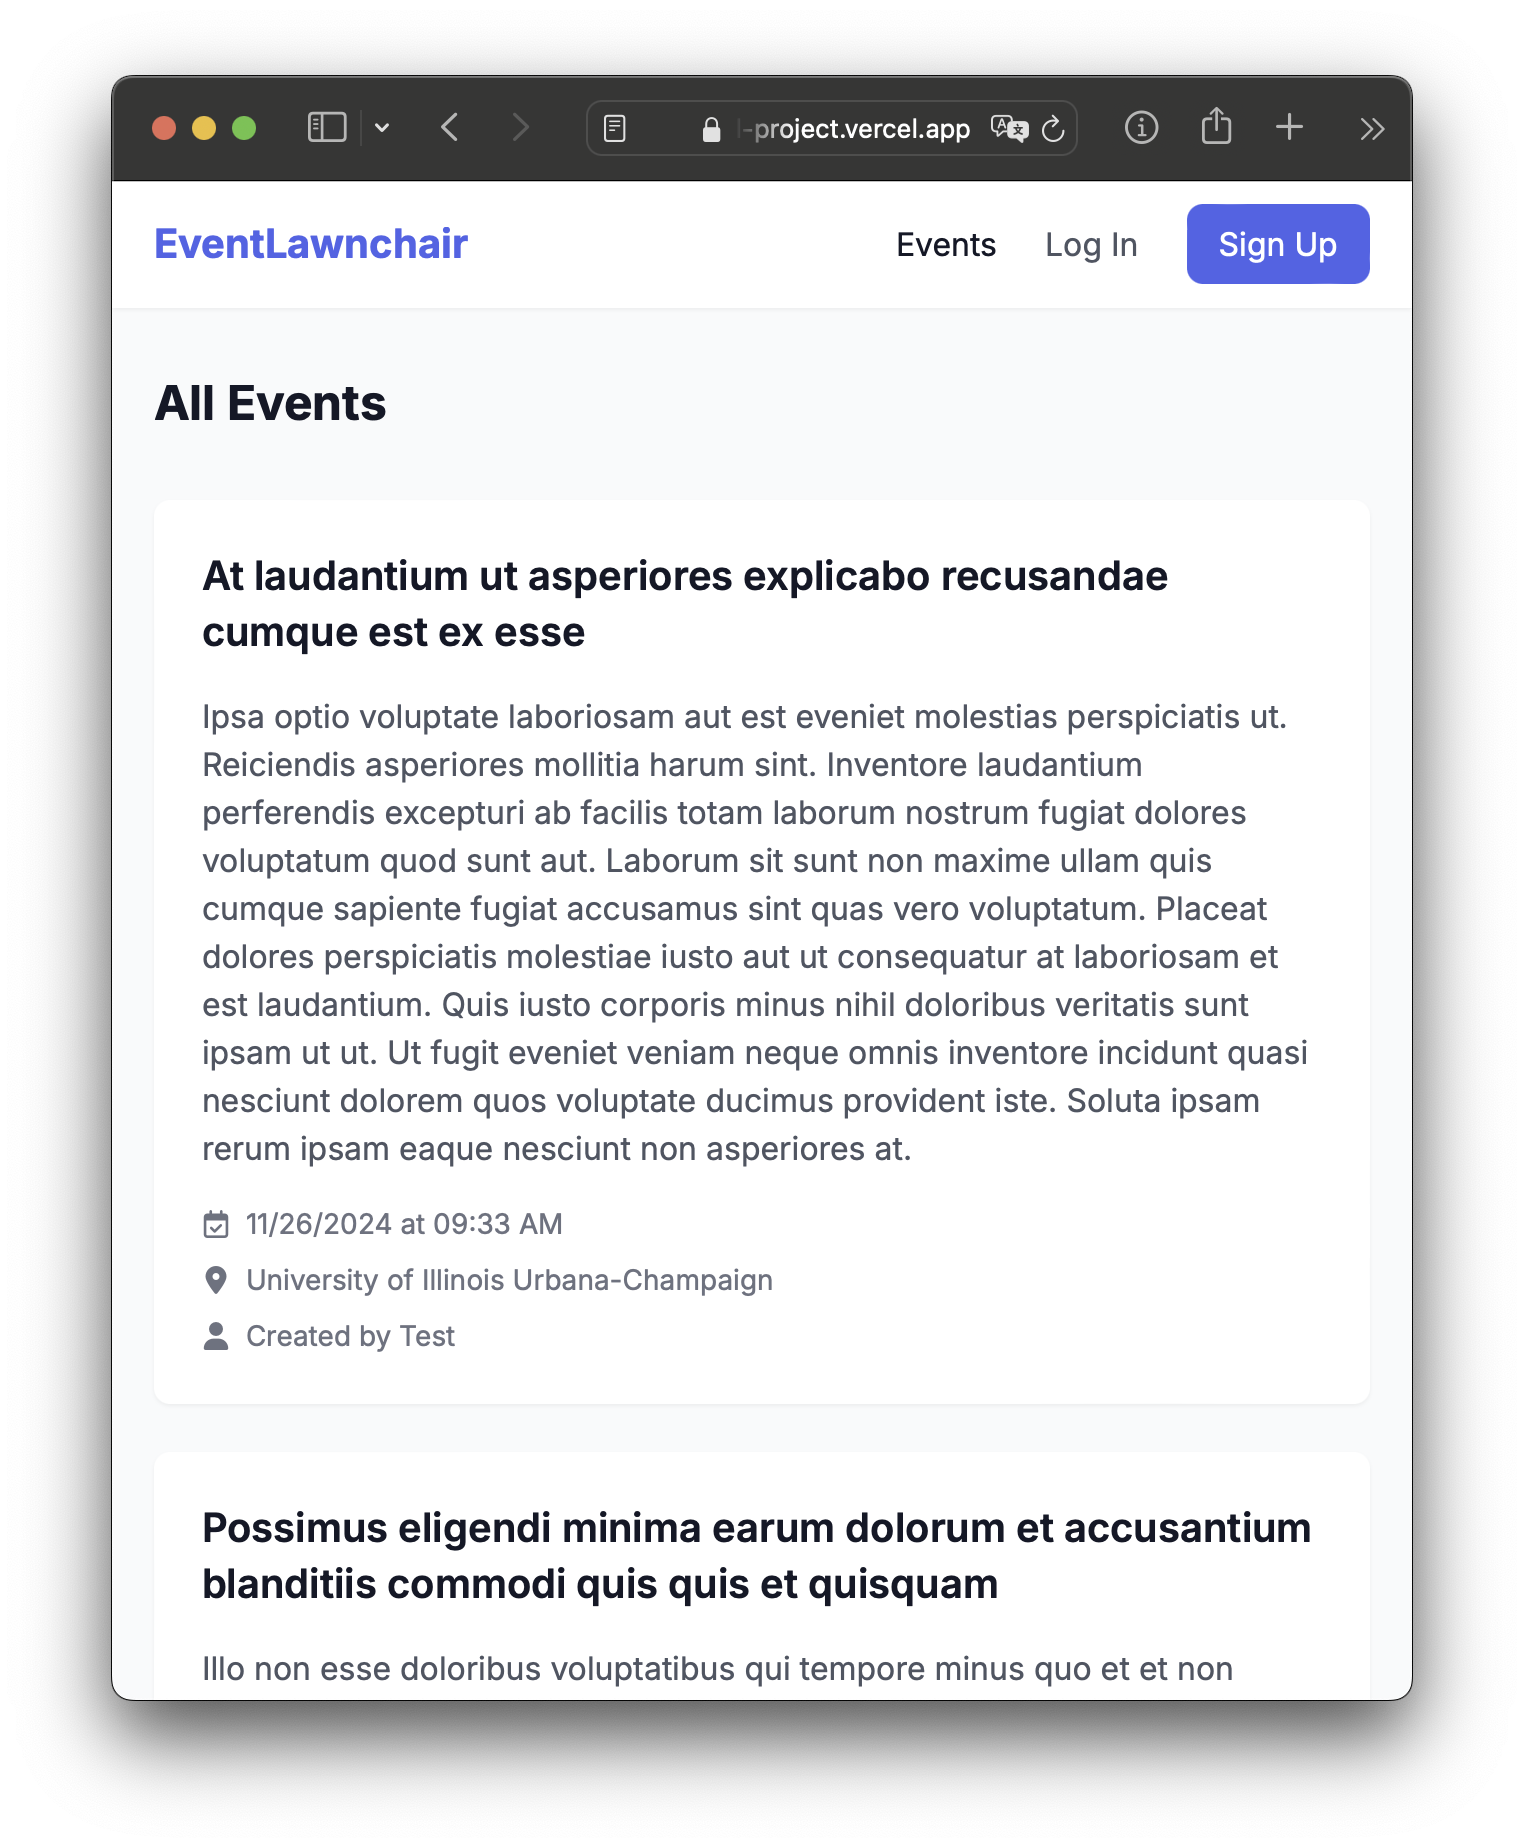 -project.vercel.app
EventLawnchair
Events
Log In
Sign Up
All Events
At laudantium ut asperiores explicabo recusandae
cumque est ex esse
Ipsa optio voluptate laboriosam aut est eveniet molestias perspiciatis ut.
Reiciendis asperiores mollitia harum sint. Inventore laudantium
perferendis excepturi ab facilis totam laborum nostrum fugiat dolores
voluptatum quod sunt aut. Laborum sit sunt non maxime ullam quis
cumque sapiente fugiat accusamus sint quas vero voluptatum. Placeat
dolores perspiciatis molestiae iusto aut ut consequatur at laboriosam et
est laudantium. Quis iusto corporis minus nihil doloribus veritatis sunt
ipsam ut ut. Ut fugit eveniet veniam neque omnis inventore incidunt quasi
nesciunt dolorem quos voluptate ducimus provident iste. Soluta ipsam
rerum ipsam eaque nesciunt non asperiores at.
11/26/2024 at 09:33 AM
University of Illinois Urbana-Champaign
Created by Test
Possimus eligendi minima earum dolorum et accusantium
blanditiis commodi quis quis et quisquam
Illo non esse doloribus voluptatibus qui tempore minus quo et et non